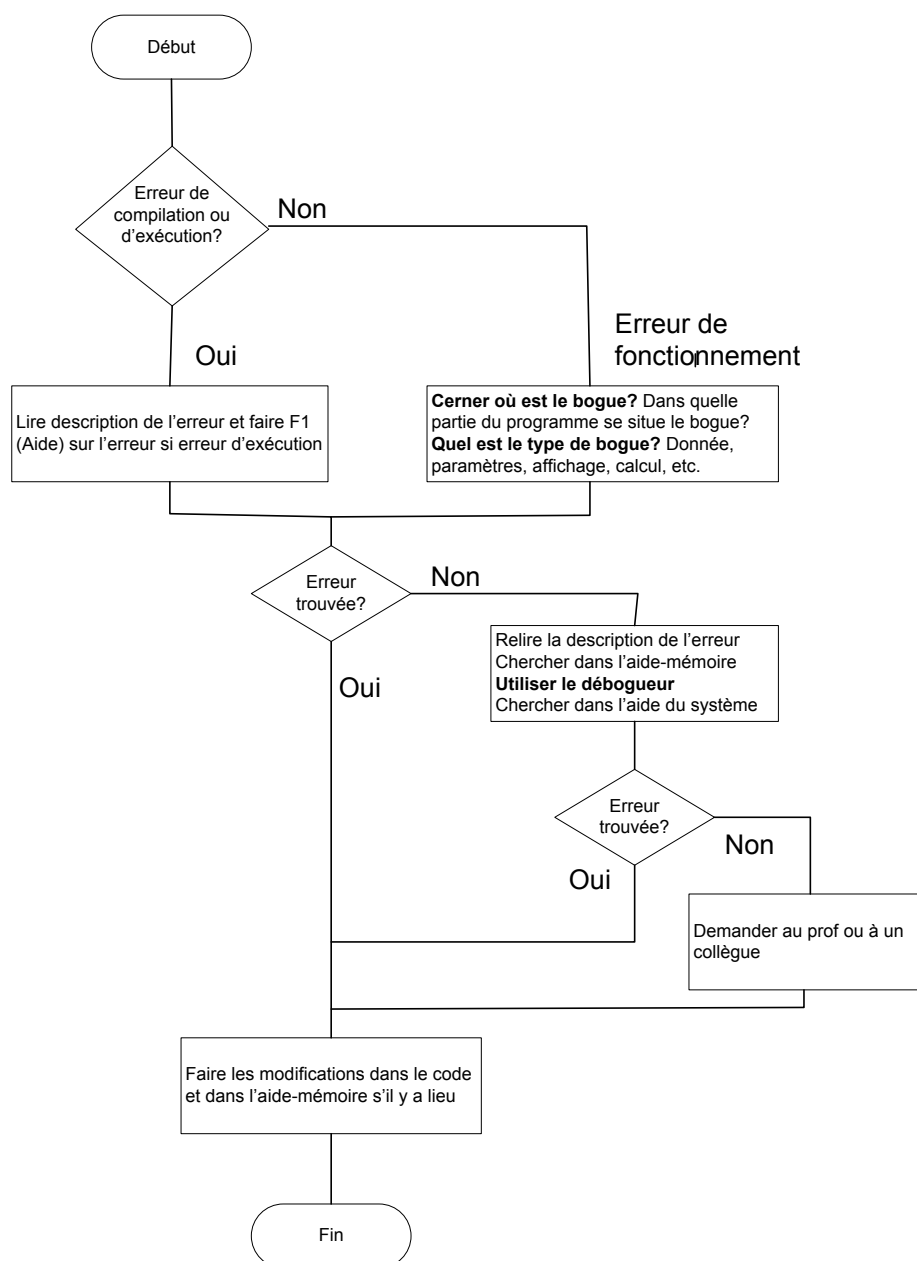 Début
Erreur de
compilation ou
d’exécution?
Non
Oui
Erreur de
fonctionnement
Lire description de l’erreur et faire F1
(Aide) sur l’erreur si erreur d’exécution
Cerner où est le bogue? Dans quelle
partie du programme se situe le bogue?
Quel est le type de bogue? Donnée,
paramètres, affichage, calcul, etc.
Erreur
trouvée?
Non
Oui
Relire la description de l’erreur
Chercher dans l’aide-mémoire
Utiliser le débogueur
Chercher dans l’aide du système
Erreur
trouvée?
Non
Oui
Demander au prof ou à un
collègue
Faire les modifications dans le code
et dans l’aide-mémoire s’il y a lieu
Fin